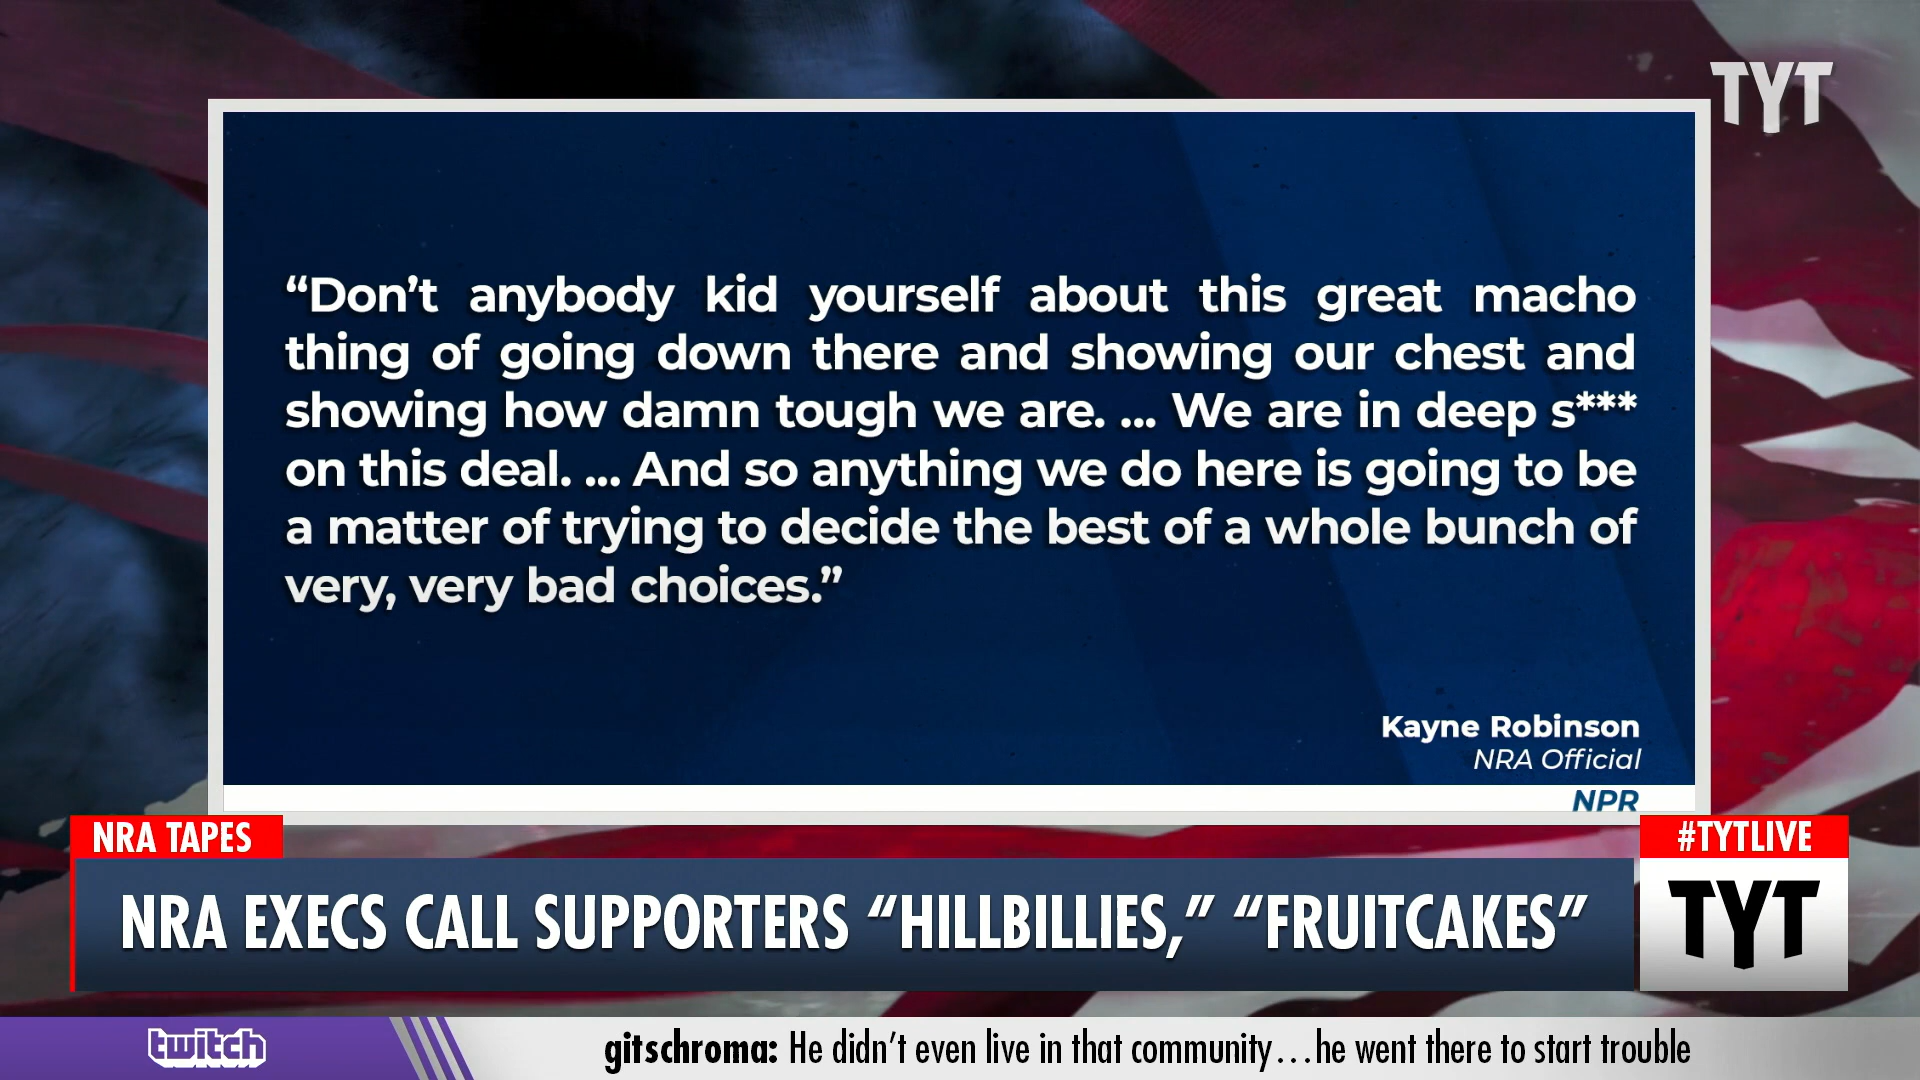 TYT
“Don’t anybody kid yourself about this great macho
thing of going down there and showing our chest and
showing how damn tough we are. ... We are in deep s***
on this deal. ... And so anything we do here is going to be
a matter of trying to decide the best of a whole bunch of
very, very bad choices.”
Kayne Robinson
NRA Official
NPR
NRA TAPES
#TYTLIVE
NRA EXECS CALL SUPPORTERS “HILLBILLIES,” “FRUITCAKES”
TYT
twitch
gitschroma: He didn’t even live in that community...he went there to start trouble